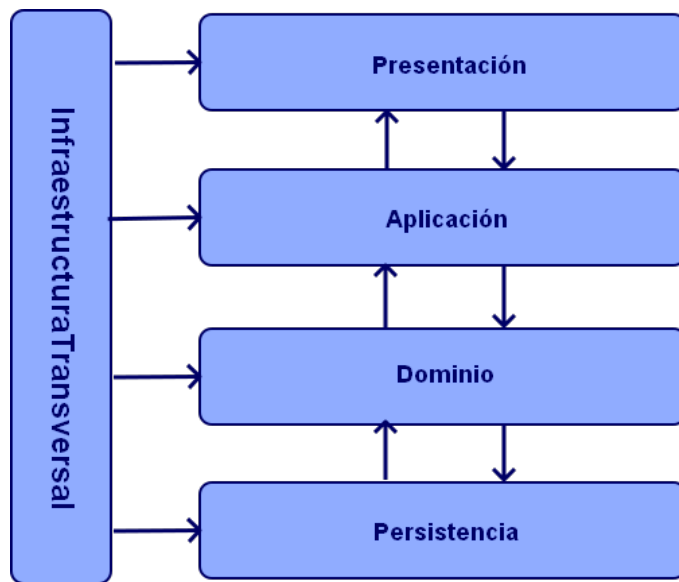 InfraestructuraTransversal
Presentación
Aplicación
Dominio
Persistencia